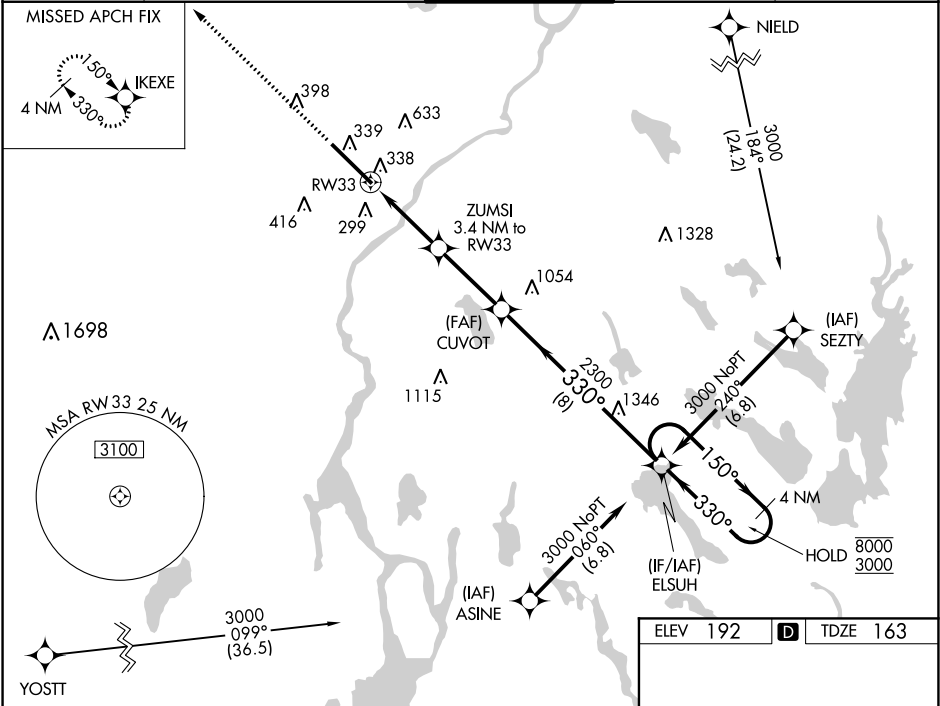 MISSED APCH FIX
150°
IKEXE
4 NM
330°
NIELD
3000
184°
(24.2)
398
633
339
338
RW33
416
299
ZUMSI
3.4 NM to
RW33
1328
1054
(FAF)
CUVOT
(IAF)
SEZTY
1698
1115
2300
330°
(8)
1346
3000 NoPT
240°
(6.8)
MSA RW33 25 NM
3100
150°
4 NM
330°
HOLD
8000
3000
3000 NoPT
060°
(6.8)
(IF/IAF)
ELSUH
(IAF)
ASINE
3000
099°
(36.5)
YOSTT
ELEV 192 D TDZE 163